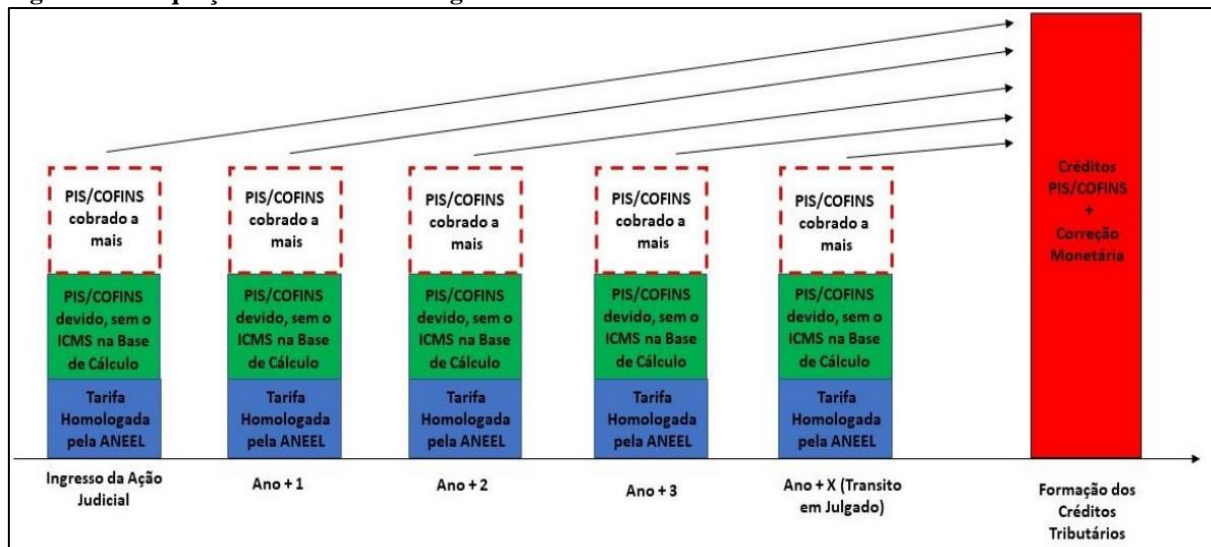 PIS/COFINS
cobrado a
mais
PIS/COFINS
devido, sem o
ICMS na Base
de Cálculo
Tarifa
Homologada
pela ANEEL
Ingresso da Ação
Judicial
PIS/COFINS
cobrado a
mais
PIS/COFINS
devido, sem o
ICMS na Base
de Cálculo
Tarifa
Homologada
pela ANEEL
Ano + 1
PIS/COFINS
cobrado a
mais
PIS/COFINS
devido, sem o
ICMS na Base
de Cálculo
Tarifa
Homologada
pela ANEEL
Ano + 2
PIS/COFINS
cobrado a
mais
PIS/COFINS
devido, sem o
ICMS na Base
de Cálculo
Tarifa
Homologada
pela ANEEL
Ano + 3
PIS/COFINS
cobrado a
mais
PIS/COFINS
devido, sem o
ICMS na Base
de Cálculo
Tarifa
Homologada
pela ANEEL
Ano + X (Transito
em Julgado)
Créditos
PIS/COFINS
+
Correção
Monetária
Formação dos
Créditos
Tributários